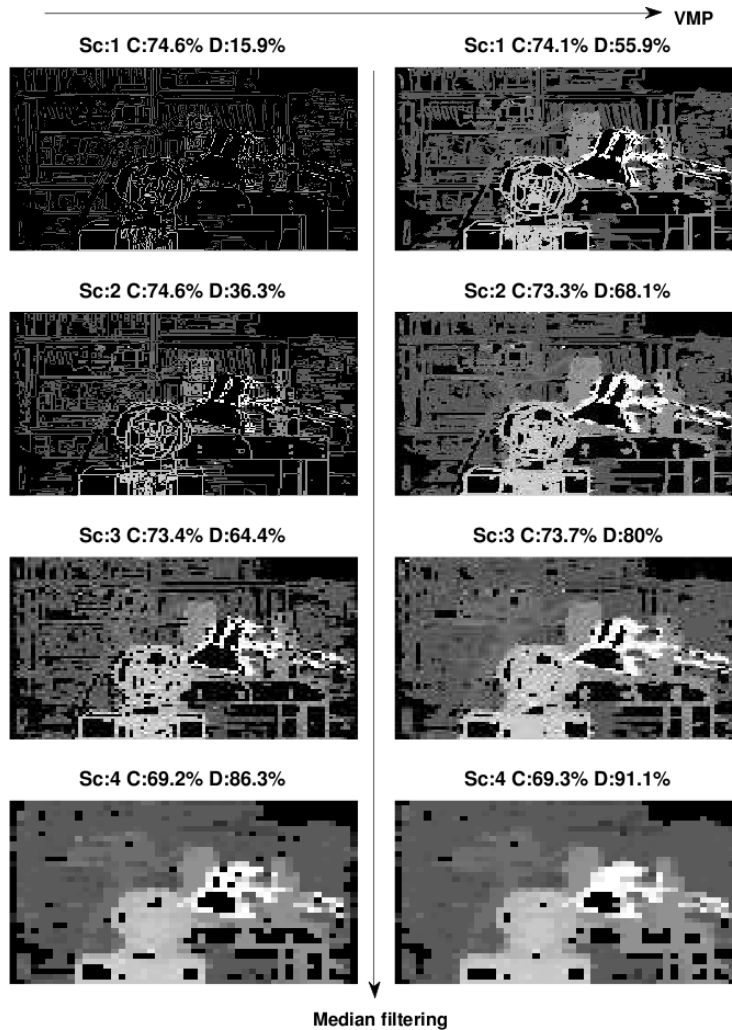 VMP
Sc:1 C:74.6% D:15.9%
Sc:1 C:74.1% D:55.9%
Sc:2 C:74.6% D:36.3%
Sc:2 C:73.3% D:68.1%
Sc:3 C:73.4% D:64.4%
Sc:3 C:73.7% D:80%
Sc:4 C:69.2% D:86.3%
Sc:4 C:69.3% D:91.1%
Median filtering